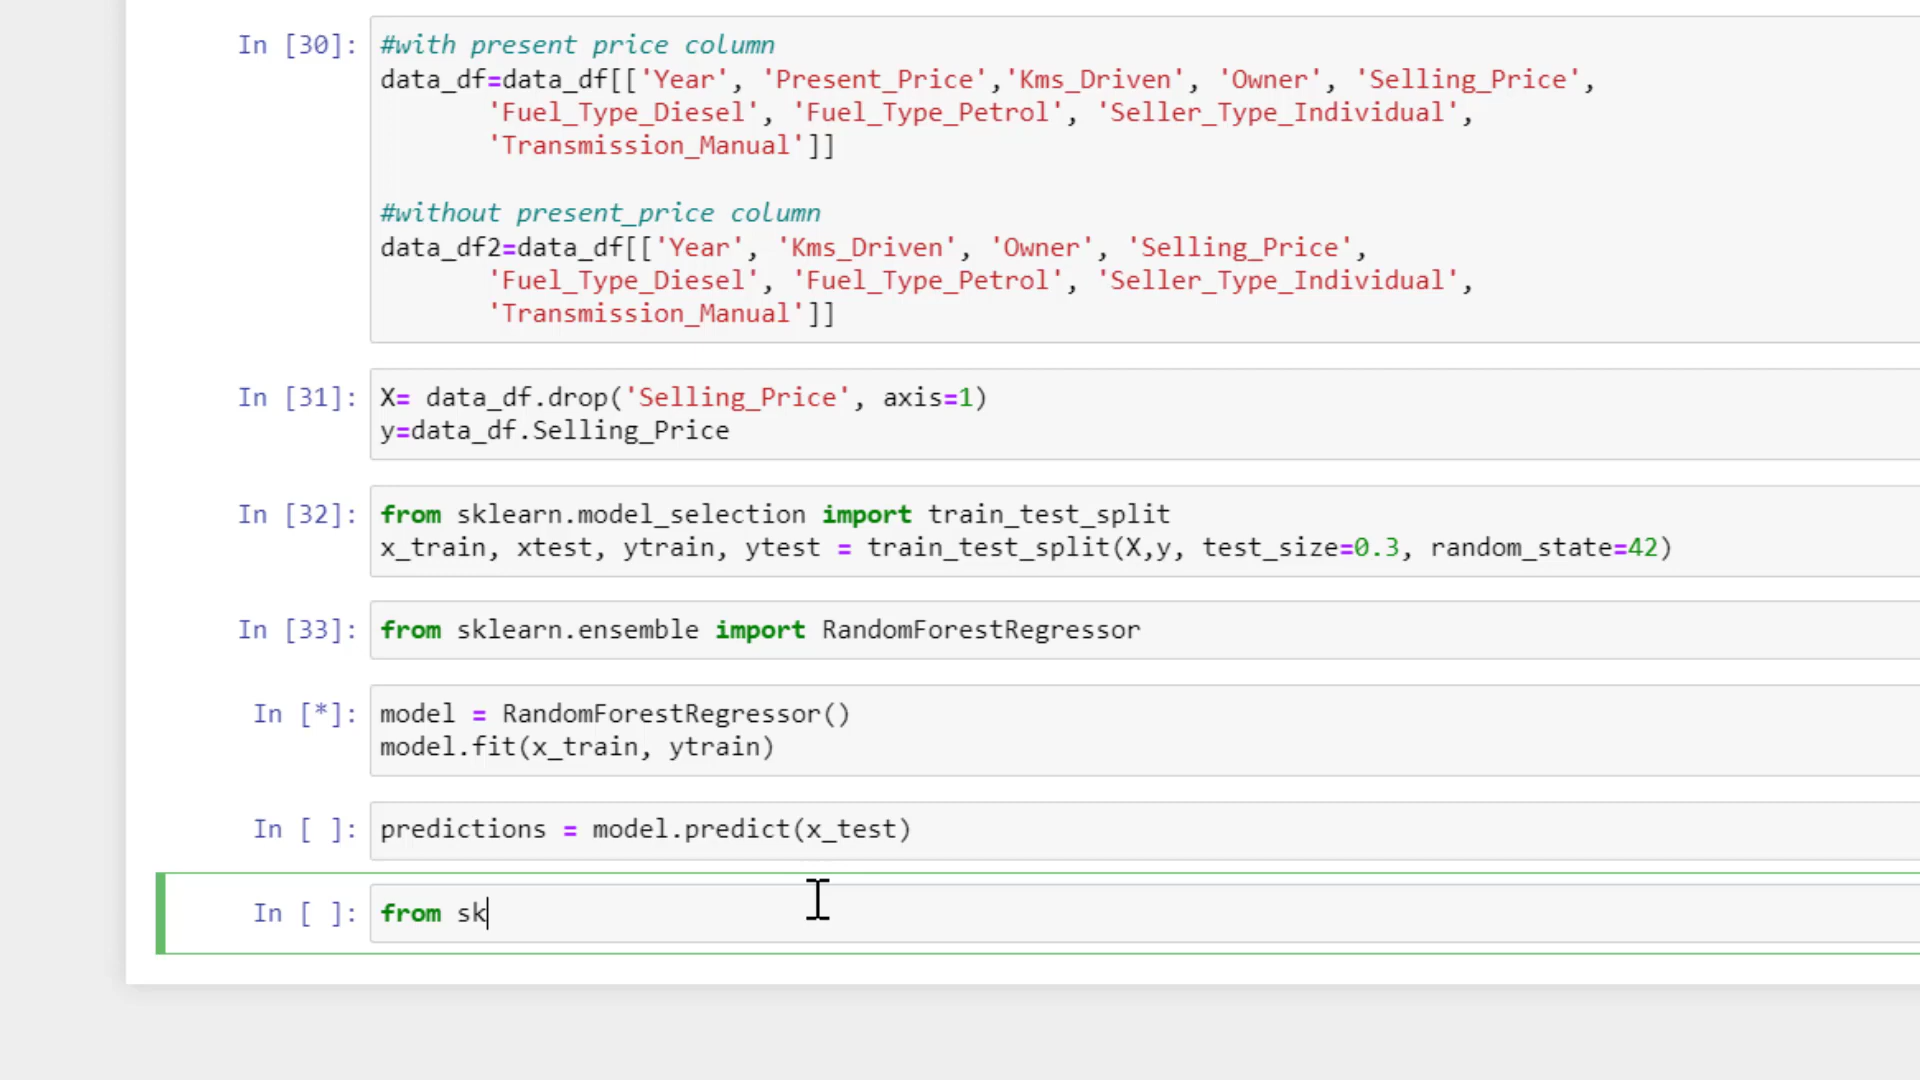 In [30]: #with present price column
data_df=data_df[['Year', 'Present_Price','Kms_Driven', 'Owner', 'Selling_Price',
'Fuel_Type_Diesel', 'Fuel_Type_Petrol', 'Seller_Type_Individual',
'Transmission_Manual']]
#without present_price column
data_df2=data_df[['Year', 'Kms_Driven', 'Owner', 'Selling_Price',
'Fuel_Type_Diesel', 'Fuel_Type_Petrol', 'Seller_Type_Individual',
'Transmission_Manual']]
In [31]: X= data_df.drop('Selling_Price', axis=1)
y=data_df.Selling_Price
In [32]: from sklearn.model_selection import train_test_split
x_train, xtest, ytrain, ytest = train_test_split(X,y, test_size=0.3, random_state=42)
In [33]: from sklearn.ensemble import RandomForestRegressor
In [*]: model = RandomForestRegressor()
model.fit(x_train, ytrain)
In [ ]: predictions = model.predict(x_test)
In [ ]: from sk